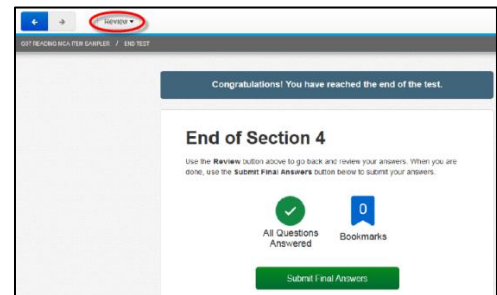 Review
G07 READING MCA ITEM SAMPLER / END TEST
Congratulations! You have reached the end of the test.
End of Section 4
Use the Review button above to go back and review your answers. When you are
done, use the Submit Final Answers button below to submit your answers.
0
All Questions
Answered
Bookmarks
Submit Final Answers